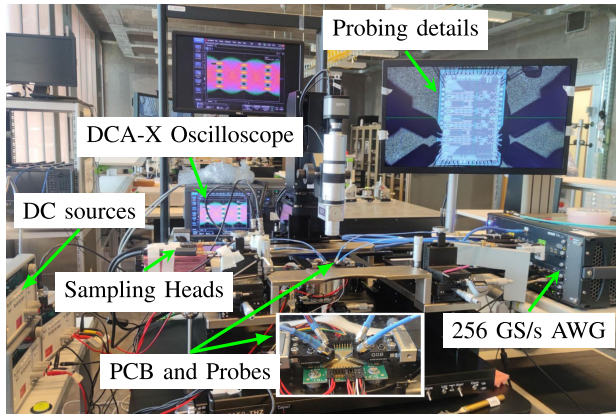 Probing details
DCA-X Oscilloscope
DC sources
Sampling Heads
256 GS/s AWG
PCB and Probes